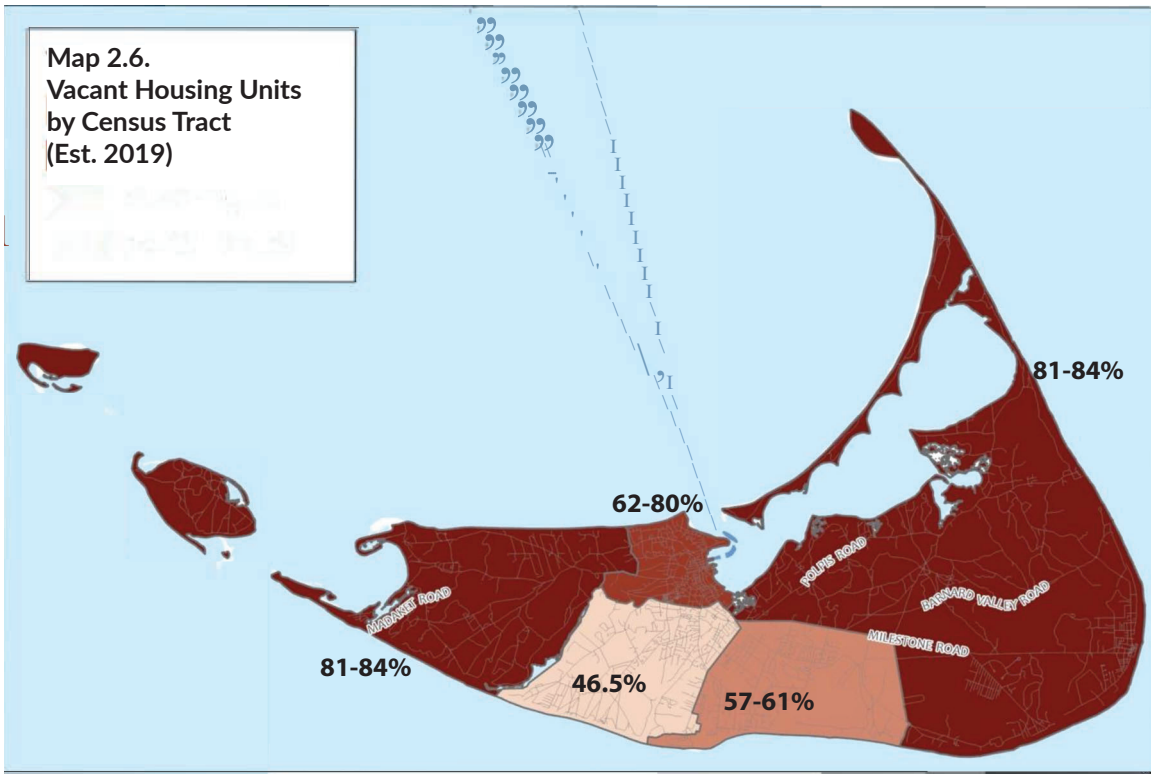 Map 2.6.
Vacant Housing Units
by Census Tract
(Est. 2019)
81-84%
62-80%
POLPIS ROAD
BARNARD VALLEY ROAD
MADAKET ROAD
MILESTONE ROAD
81-84%
46.5%
57-61%